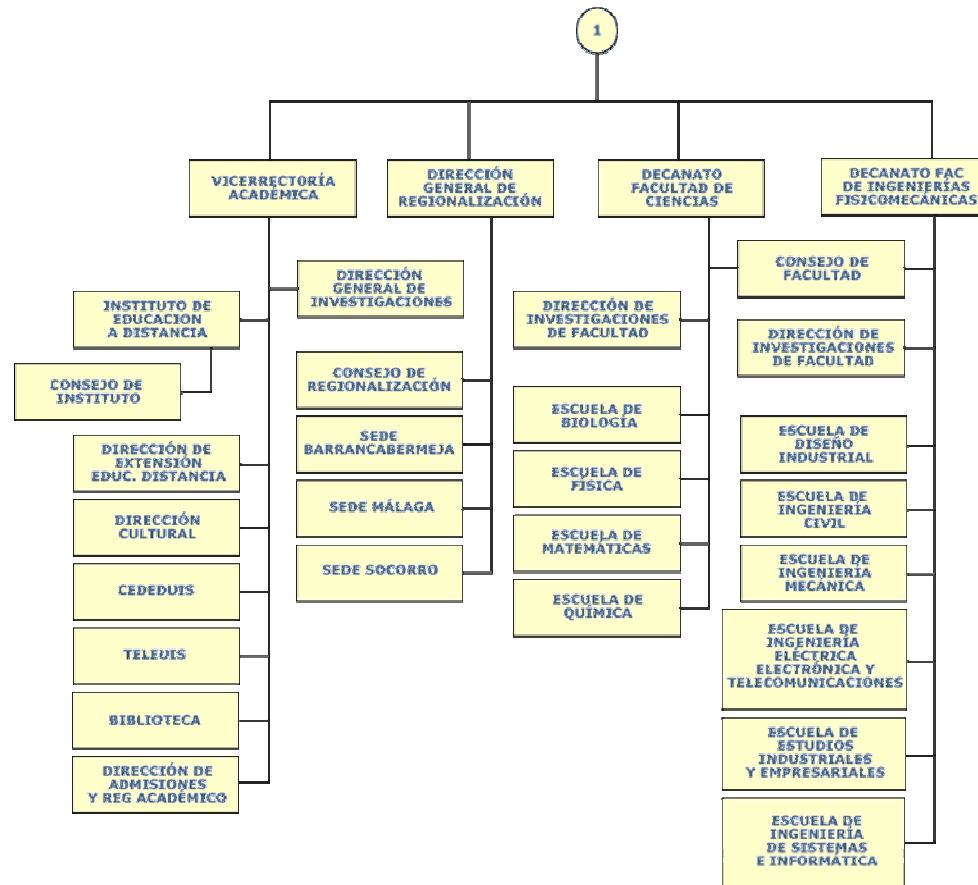 1
VICERRECTORÍA
ACADÉMICA
DIRECCIÓN
GENERAL DE
REGIONALIZACIÓN
DECANATO
FACULTAD DE
CIENCIAS
DECANATO FAC
DE INGENIERÍAS
FISICOMECÁNICAS
DIRECCIÓN
GENERAL DE
INVESTIGACIONES
INSTITUTO DE
EDUCACION
A DISTANCIA
CONSEJO DE
INSTITUTO
DIRECCIÓN DE
EXTENSIÓN
EDUC. DISTANCIA
DIRECCIÓN
CULTURAL
CEDEDUIS
TELEUIS
BIBLIOTECA
DIRECCIÓN DE
ADMISIONES
Y REG ACADÉMICO
CONSEJO DE
REGIONALIZACIÓN
SEDE
BARRANCABERMEJA
SEDE MÁLAGA
SEDE SOCORRO
DIRECCIÓN DE
INVESTIGACIONES
DE FACULTAD
ESCUELA DE
BIOLOGÍA
ESCUELA DE
FÍSICA
ESCUELA DE
MATEMÁTICAS
ESCUELA DE
QUÍMICA
CONSEJO DE
FACULTAD
DIRECCIÓN DE
INVESTIGACIONES
DE FACULTAD
ESCUELA DE
DISEÑO
INDUSTRIAL
ESCUELA DE
INGENIERÍA
CIVIL
ESCUELA DE
INGENIERÍA
MECÁNICA
ESCUELA DE
INGENIERÍA
ELÉCTRICA
ELECTRÓNICA Y
TELECOMUNICACIONES
ESCUELA DE
ESTUDIOS
INDUSTRIALES
Y EMPRESARIALES
ESCUELA DE
INGENIERÍA
DE SISTEMAS
E INFORMÁTICA